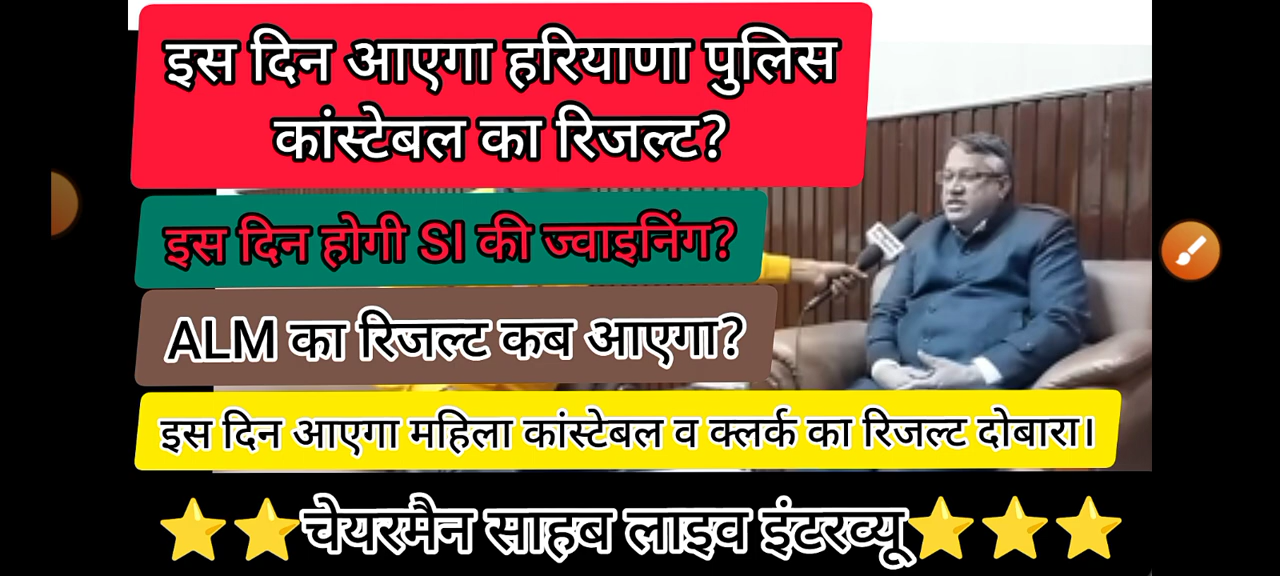 इस दिन आएगा हरियाणा पुलिस
कांस्टेबल का रिजल्ट?
इस दिन होगी SI की ज्वाइनिंग?
ALM का रिजल्ट कब आएगा?
इस दिन आएगा महिला कांस्टेबल व क्लर्क का रिजल्ट दोबारा।
⭐⭐चेयरमैन साहब लाइव इंटरव्यू⭐⭐⭐